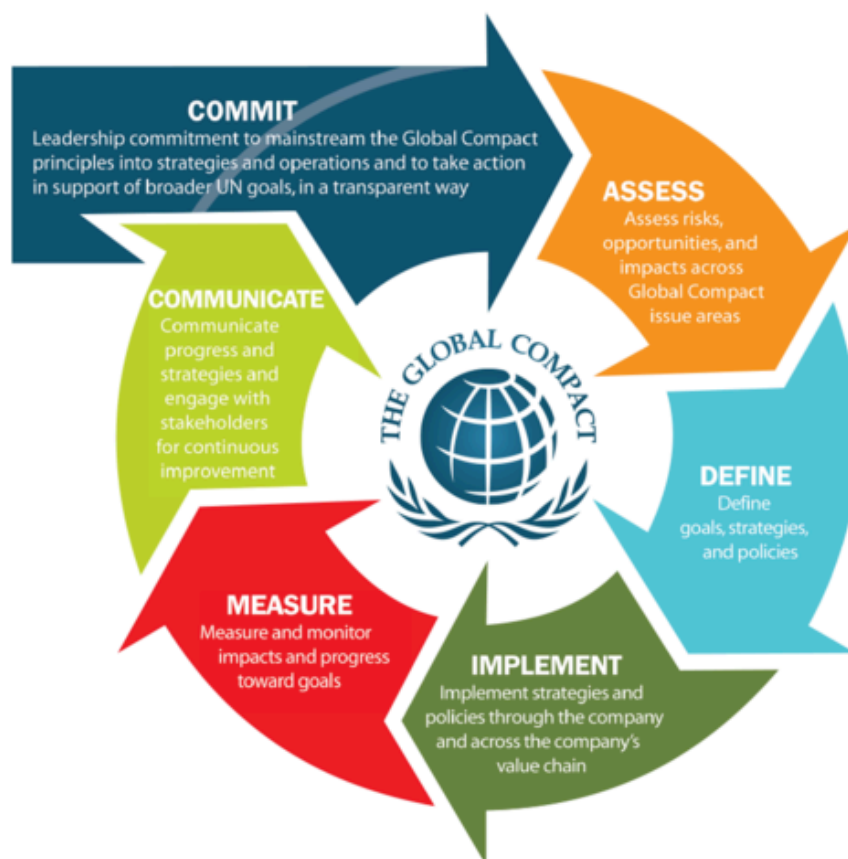 COMMIT
Leadership commitment to mainstream the Global Compact
principles into strategies and operations and to take action
in support of broader UN goals, in a transparent way
ASSESS
Assess risks,
opportunities, and
impacts across
Global Compact
issue areas
DEFINE
Define
goals, strategies,
and policies
IMPLEMENT
Implement strategies and
policies through the company
and across the company's
value chain
MEASURE
Measure and monitor
impacts and progress
toward goals
COMMUNICATE
Communicate
progress and
strategies and
engage with
stakeholders
for continuous
improvement
THE GLOBAL COMPACT